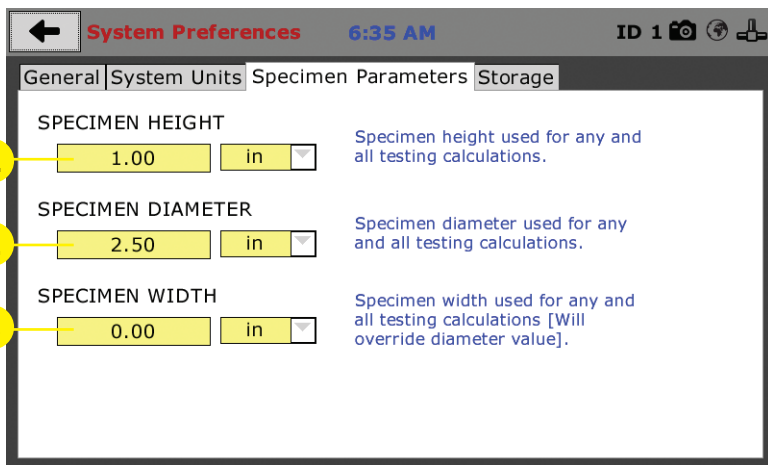 System Preferences 6:35 AM ID 1
General System Units Specimen Parameters Storage
SPECIMEN HEIGHT
1.00 in
Specimen height used for any and
all testing calculations.
SPECIMEN DIAMETER
2.50 in
Specimen diameter used for any
and all testing calculations.
SPECIMEN WIDTH
0.00 in
Specimen width used for any and
all testing calculations [Will
override diameter value].